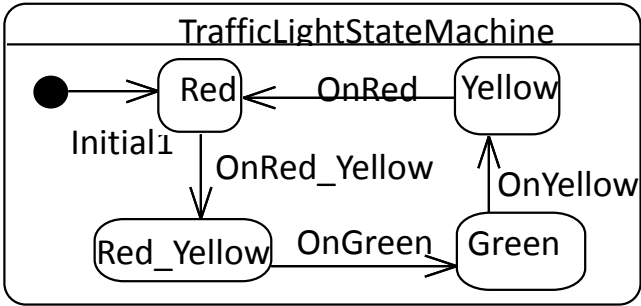 TrafficLightStateMachine
Red
OnRed
Yellow
Initial1
OnRed_Yellow
OnYellow
Red_Yellow
OnGreen
Green